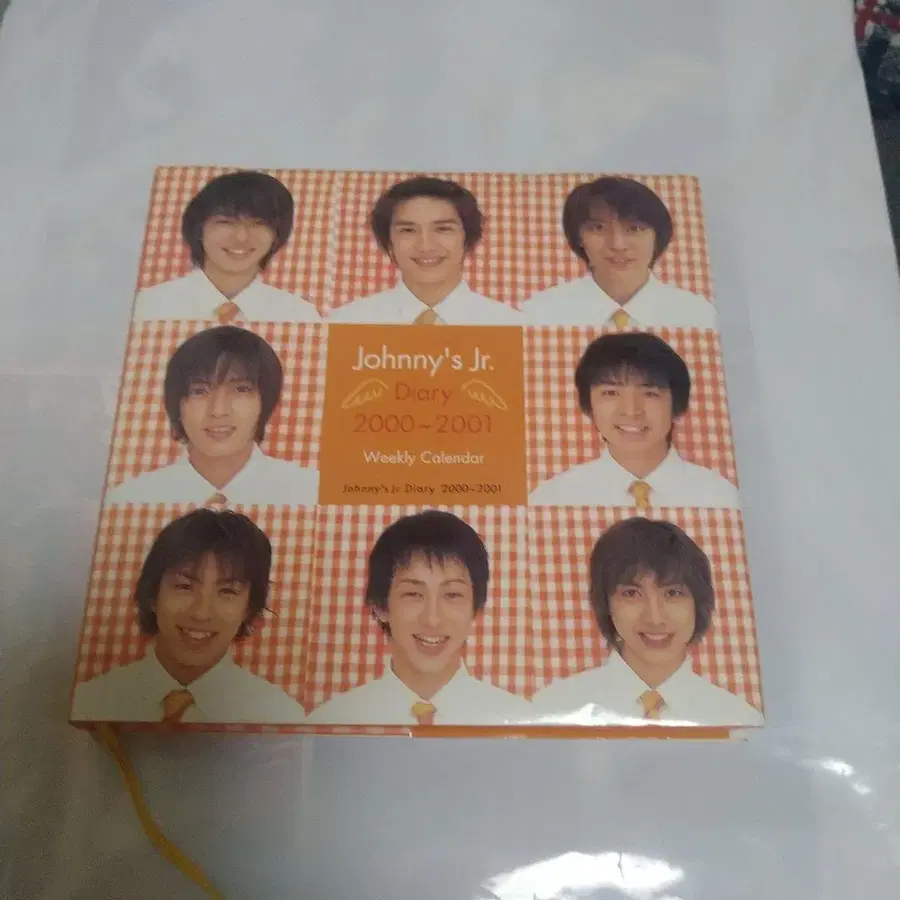 Johnny's Jr.
Diary
2000~2001
Weekly Calendar
Johnny's Jr. Diary 2000~2001